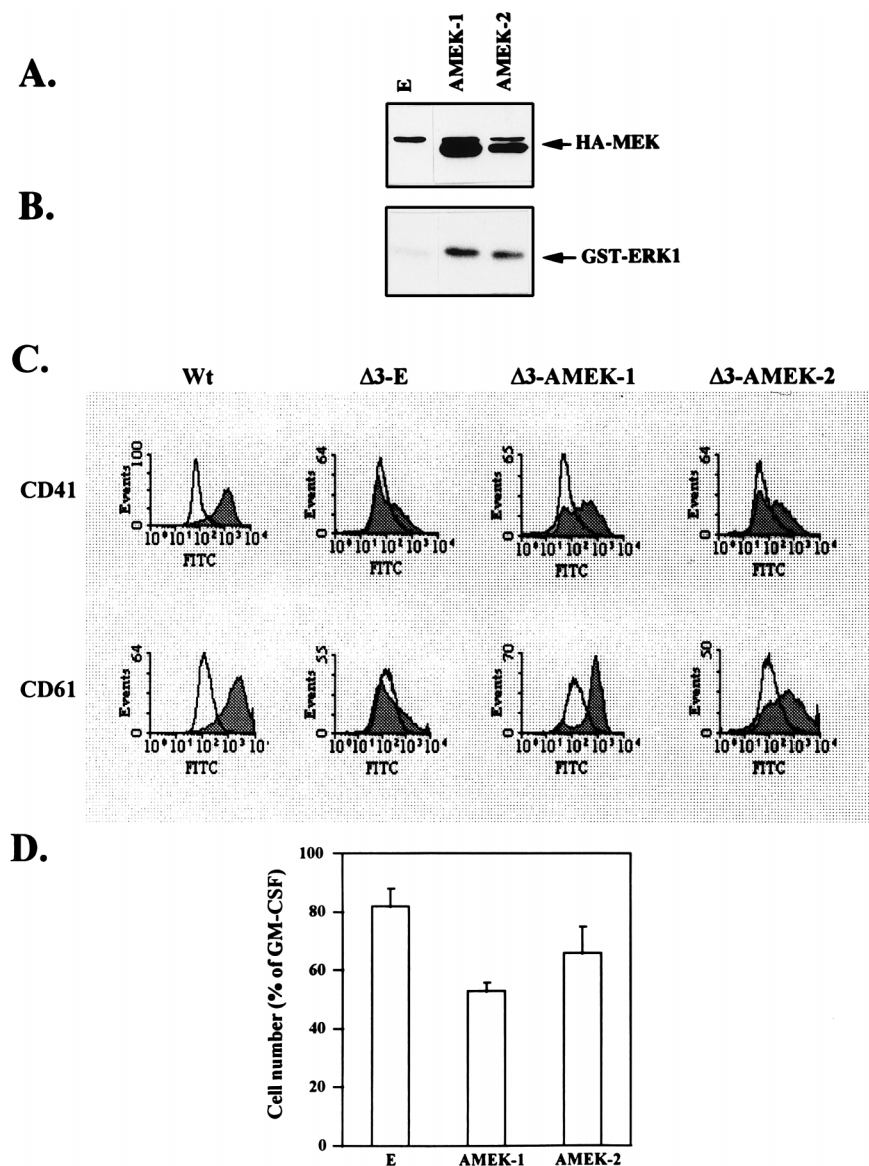 A.
E AMEK-1 AMEK-2
HA-MEK
B.
GST-ERK1
C.
Wt Δ3-E Δ3-AMEK-1 Δ3-AMEK-2
CD41
100 64 65 64
Events Events Events Events
0 0 0 0
10⁰ 10¹ 10² 10³ 10⁴ 10⁰ 10¹ 10² 10³ 10⁴ 10⁰ 10¹ 10² 10³ 10⁴ 10⁰ 10¹ 10² 10³ 10⁴
FITC FITC FITC FITC
CD61
64 55 70 50
Events Events Events Events
0 0 0 0
10⁰ 10¹ 10² 10³ 10⁰ 10¹ 10² 10³ 10⁴ 10⁰ 10¹ 10² 10³ 10⁴ 10⁰ 10¹ 10² 10³ 10⁴
FITC FITC FITC FITC
D.
Cell number (% of GM-CSF)
100
80
60
40
20
0
E AMEK-1 AMEK-2